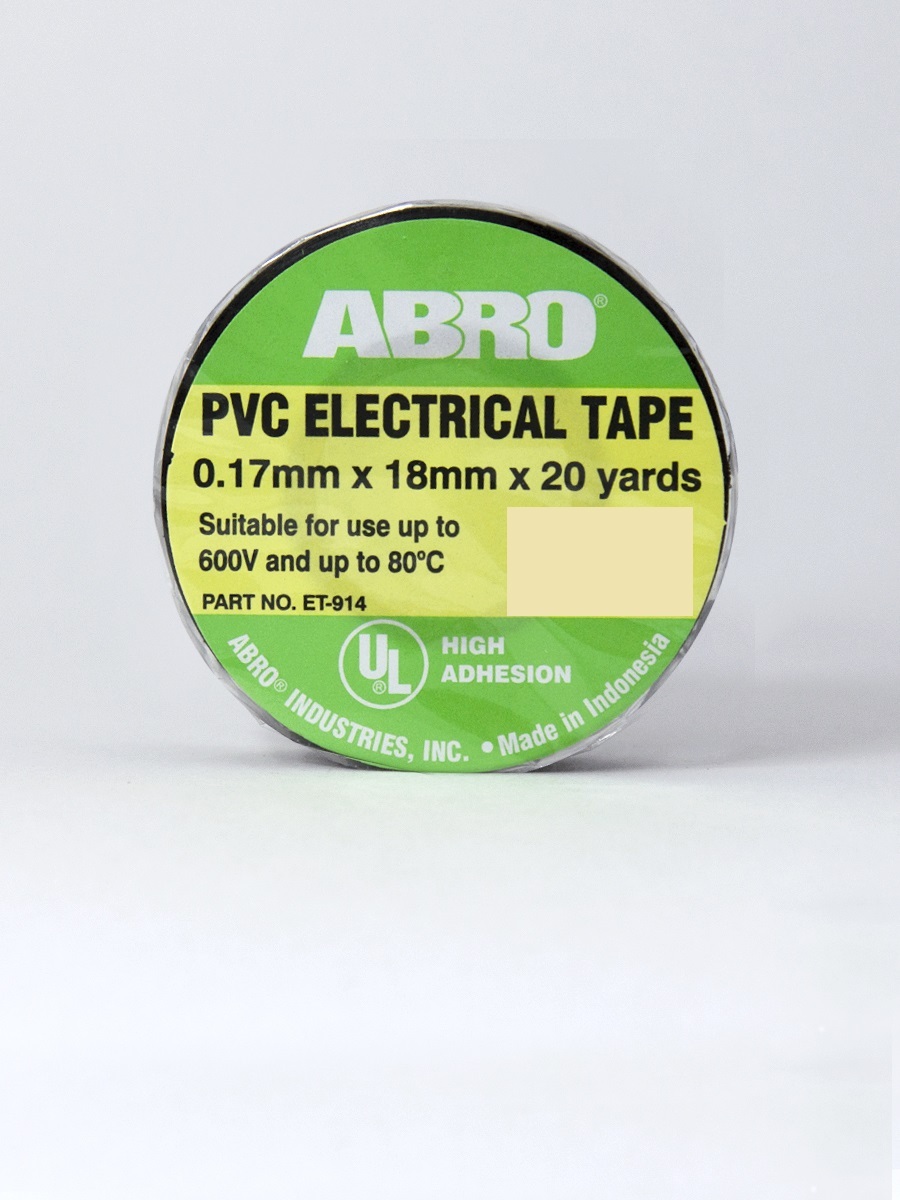 ABRO®
PVC ELECTRICAL TAPE
0.17mm x 18mm x 20 yards
Suitable for use up to
600V and up to 80ºC
PART NO. ET-914
UL®
HIGH
ADHESION
ABRO® INDUSTRIES, INC. • Made in Indonesia